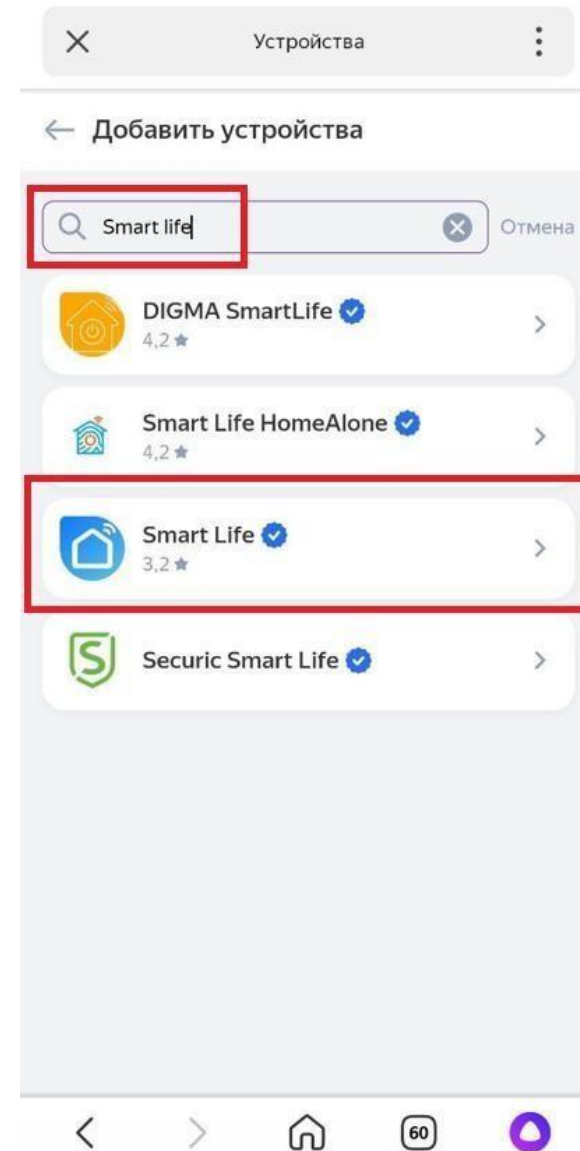 Устройства
Добавить устройства
Smart life
Отмена
DIGMA SmartLife
4,2
Smart Life HomeAlone
4,2
Smart Life
3,2
S
Securic Smart Life
60